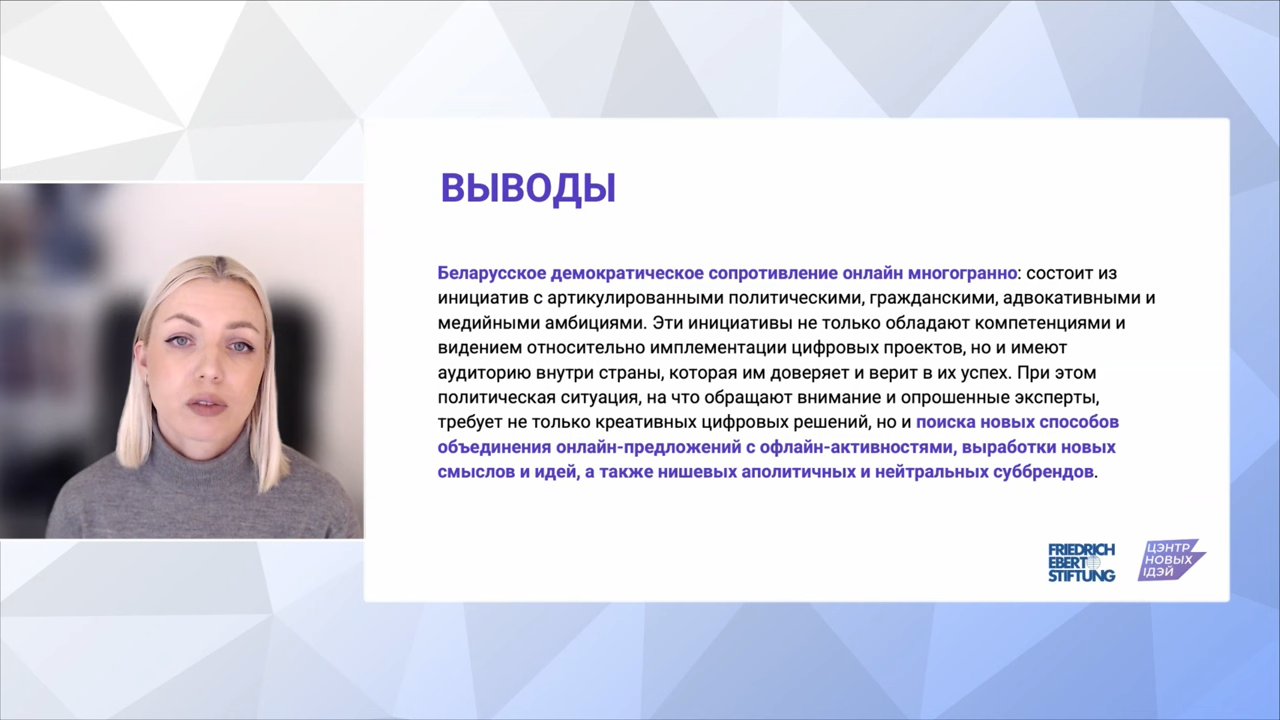 ВЫВОДЫ
Беларусское демократическое сопротивление онлайн многогранно: состоит из
инициатив с артикулированными политическими, гражданскими, адвокативными и
медийными амбициями. Эти инициативы не только обладают компетенциями и
видением относительно имплементации цифровых проектов, но и имеют
аудиторию внутри страны, которая им доверяет и верит в их успех. При этом
политическая ситуация, на что обращают внимание и опрошенные эксперты,
требует не только креативных цифровых решений, но и поиска новых способов
объединения онлайн-предложений с офлайн-активностями, выработки новых
смыслов и идей, а также нишевых аполитичных и нейтральных суббрендов.
FRIEDRICH
EBERT
STIFTUNG
ЦЭНТР
НОВЫХ
ІДЭЙ